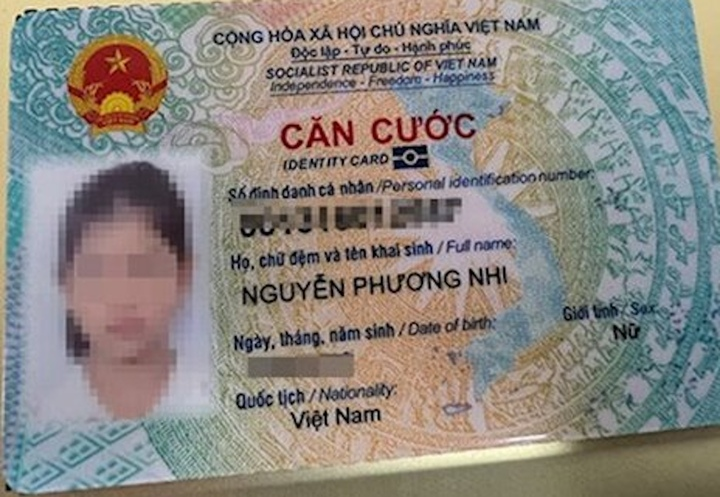 CỘNG HÒA XÃ HỘI CHỦ NGHĨA VIỆT NAM
Độc lập - Tự do - Hạnh phúc
SOCIALIST REPUBLIC OF VIET NAM
Independence - Freedom - Happiness
CĂN CƯỚC
IDENTITY CARD
Số định danh cá nhân / Personal identification number:
Họ, chữ đệm và tên khai sinh / Full name:
NGUYỄN PHƯƠNG NHI
Ngày, tháng, năm sinh / Date of birth:
Giới tính / Sex:
Nữ
Quốc tịch / Nationality:
Việt Nam